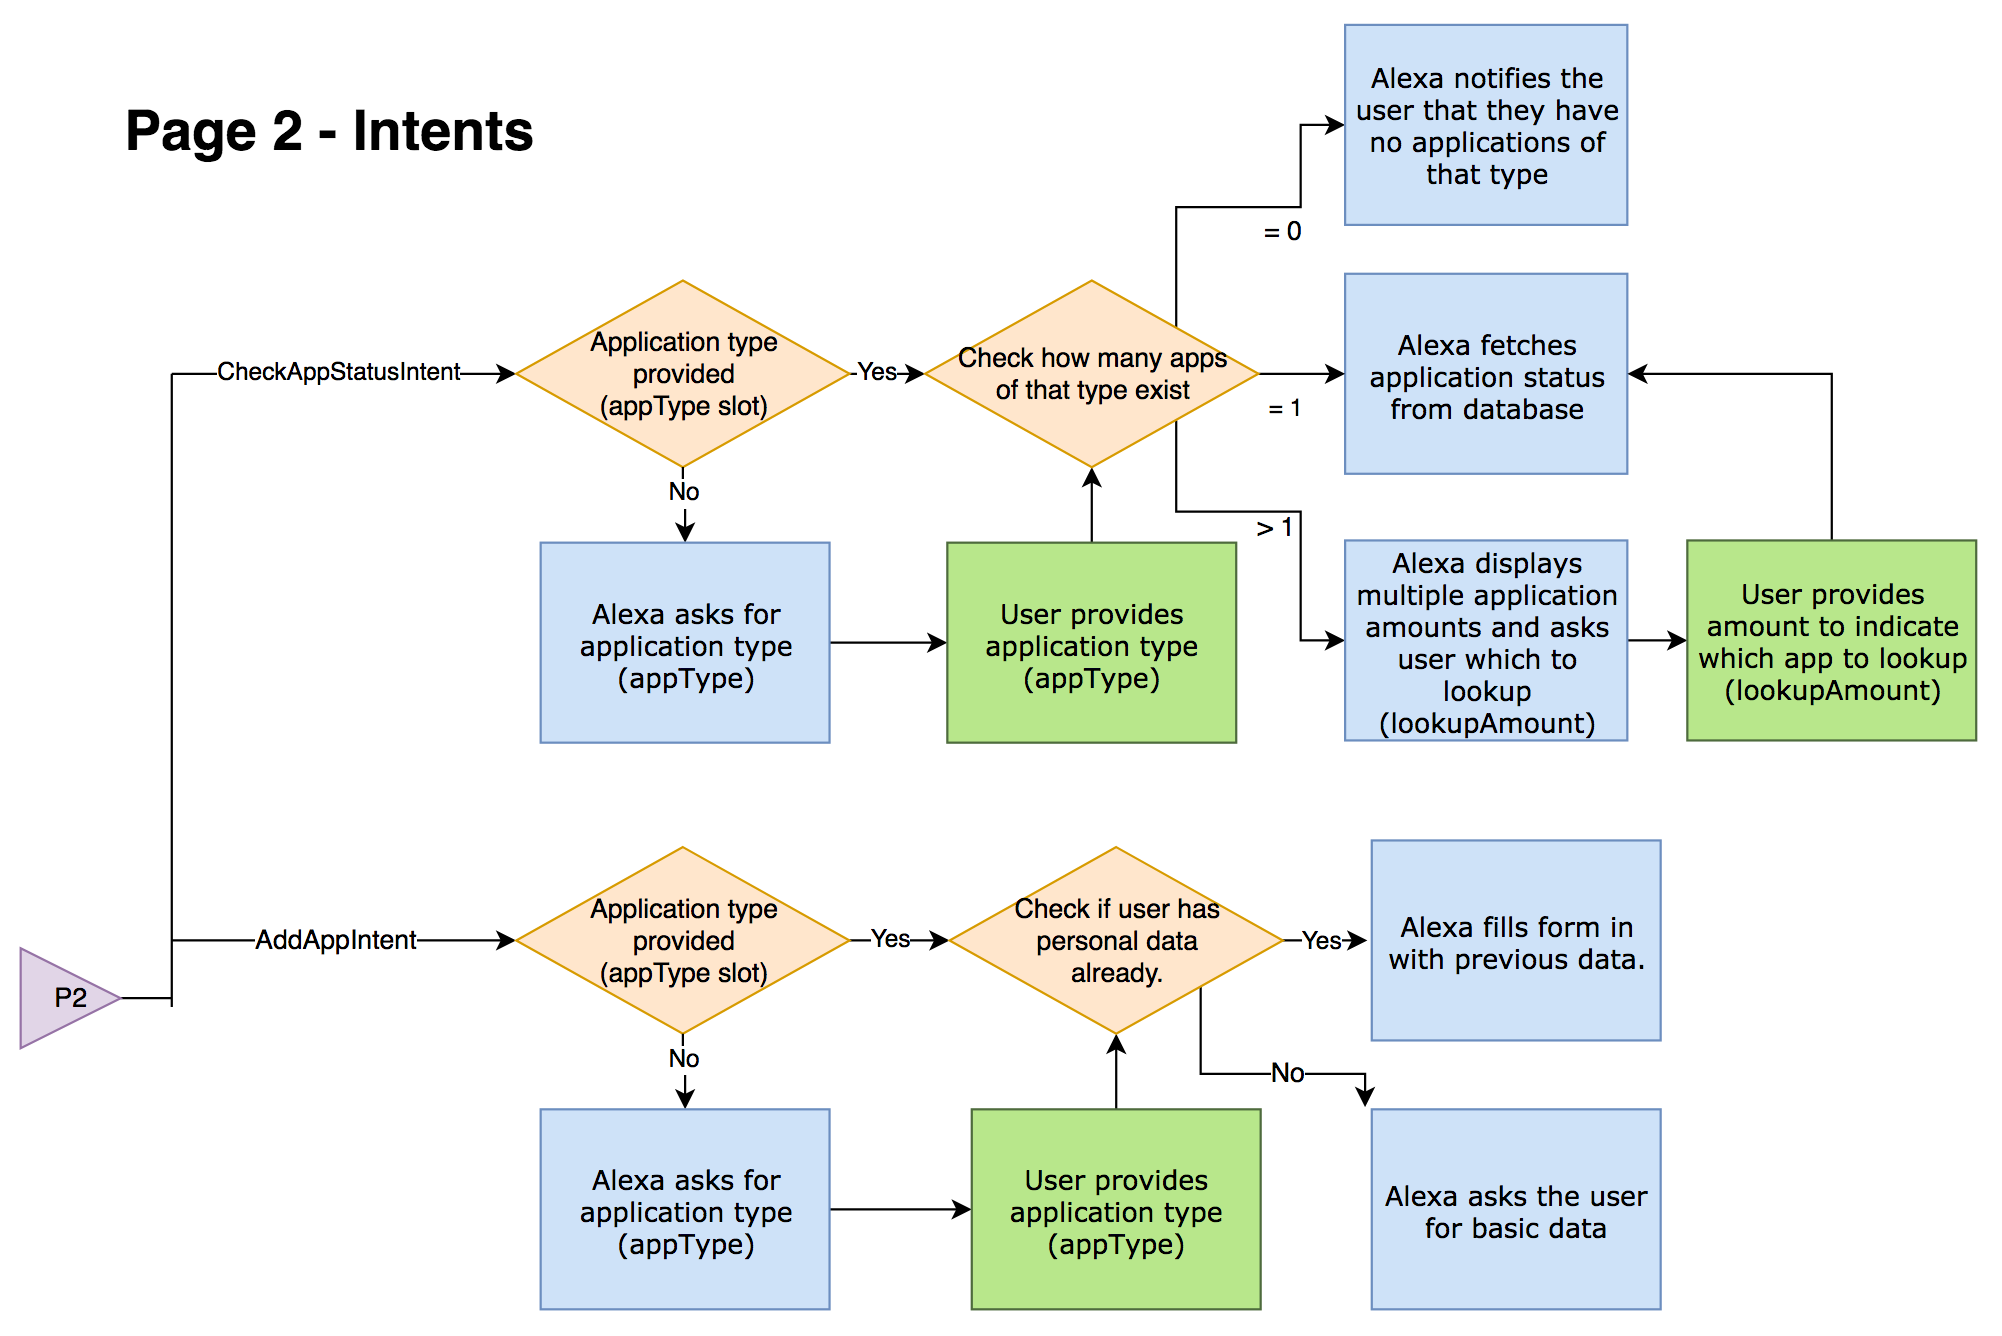 Page 2 - Intents
Alexa notifies the
user that they have
no applications of
that type
= 0
CheckAppStatusIntent
Application type
provided
(appType slot)
Yes
Check how many apps
of that type exist
= 1
Alexa fetches
application status
from database
No
> 1
Alexa asks for
application type
(appType)
User provides
application type
(appType)
Alexa displays
multiple application
amounts and asks
user which to
lookup
(lookupAmount)
User provides
amount to indicate
which app to lookup
(lookupAmount)
P2
AddAppIntent
Application type
provided
(appType slot)
Yes
Check if user has
personal data
already.
Yes
Alexa fills form in
with previous data.
No
No
Alexa asks for
application type
(appType)
User provides
application type
(appType)
Alexa asks the user
for basic data